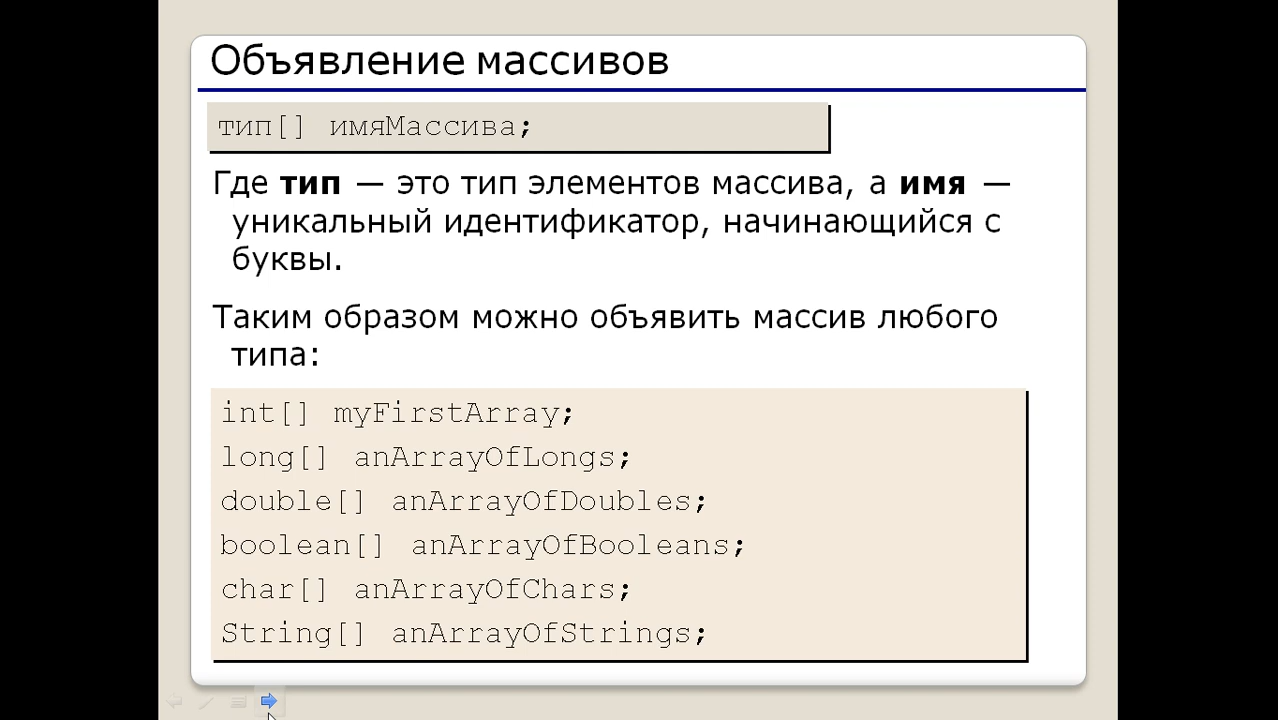 Объявление массивов
тип[] имяМассива;
Где тип — это тип элементов массива, а имя —
уникальный идентификатор, начинающийся с
буквы.
Таким образом можно объявить массив любого
типа:
int[] myFirstArray;
long[] anArrayOfLongs;
double[] anArrayOfDoubles;
boolean[] anArrayOfBooleans;
char[] anArrayOfChars;
String[] anArrayOfStrings;